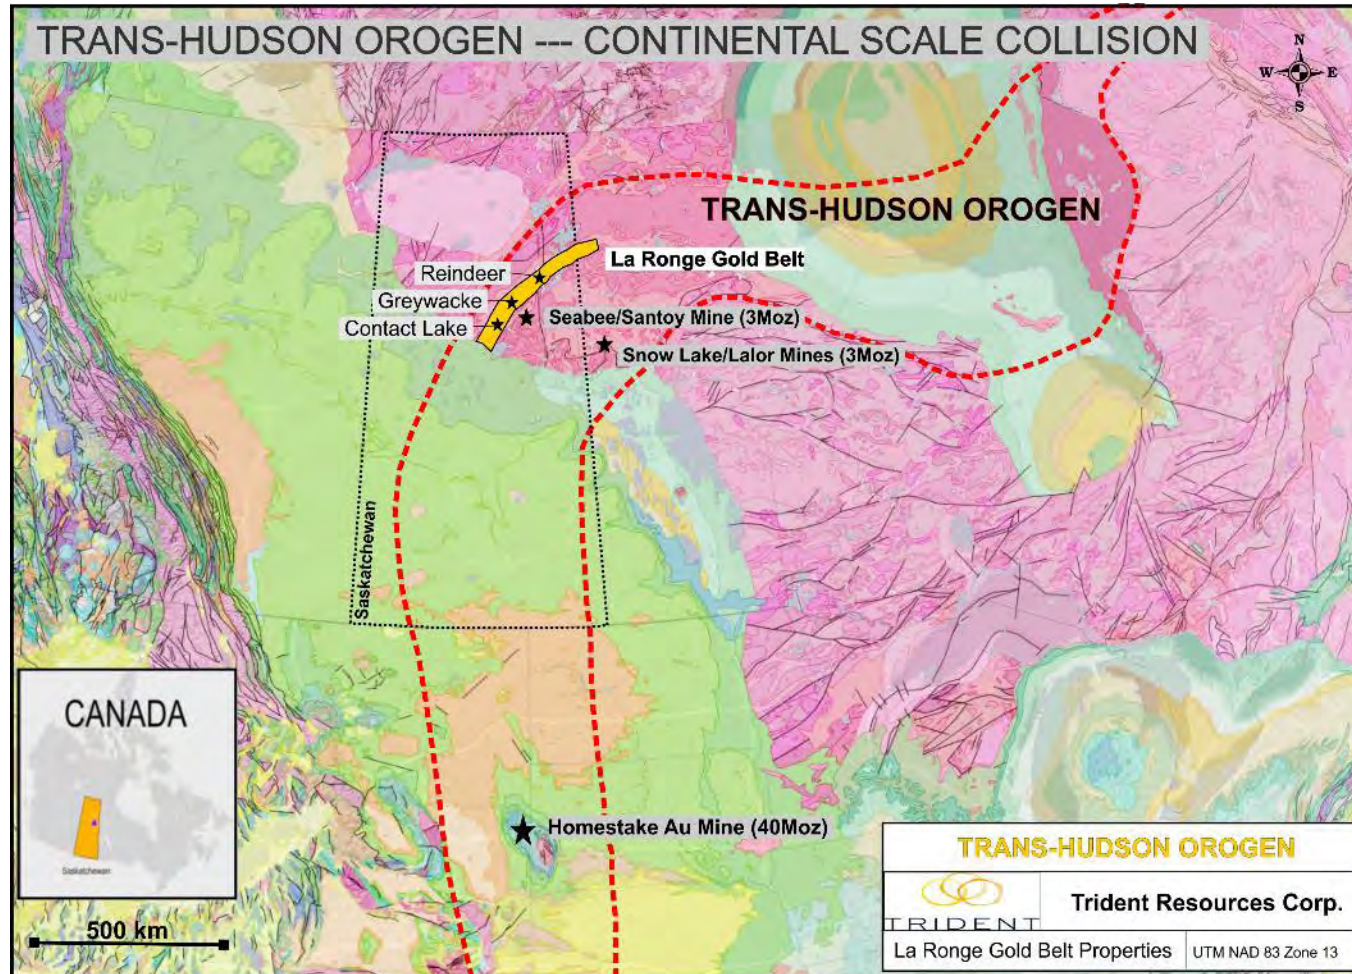 TRANS-HUDSON OROGEN --- CONTINENTAL SCALE COLLISION
N
W E
S
TRANS-HUDSON OROGEN
La Ronge Gold Belt
Reindeer
Greywacke
Contact Lake
Seabee/Santoy Mine (3Moz)
Snow Lake/Lalor Mines (3Moz)
Saskatchewan
CANADA
Saskatchewan
500 km
Homestake Au Mine (40Moz)
TRANS-HUDSON OROGEN
TRIDENT
Trident Resources Corp.
La Ronge Gold Belt Properties
UTM NAD 83 Zone 13